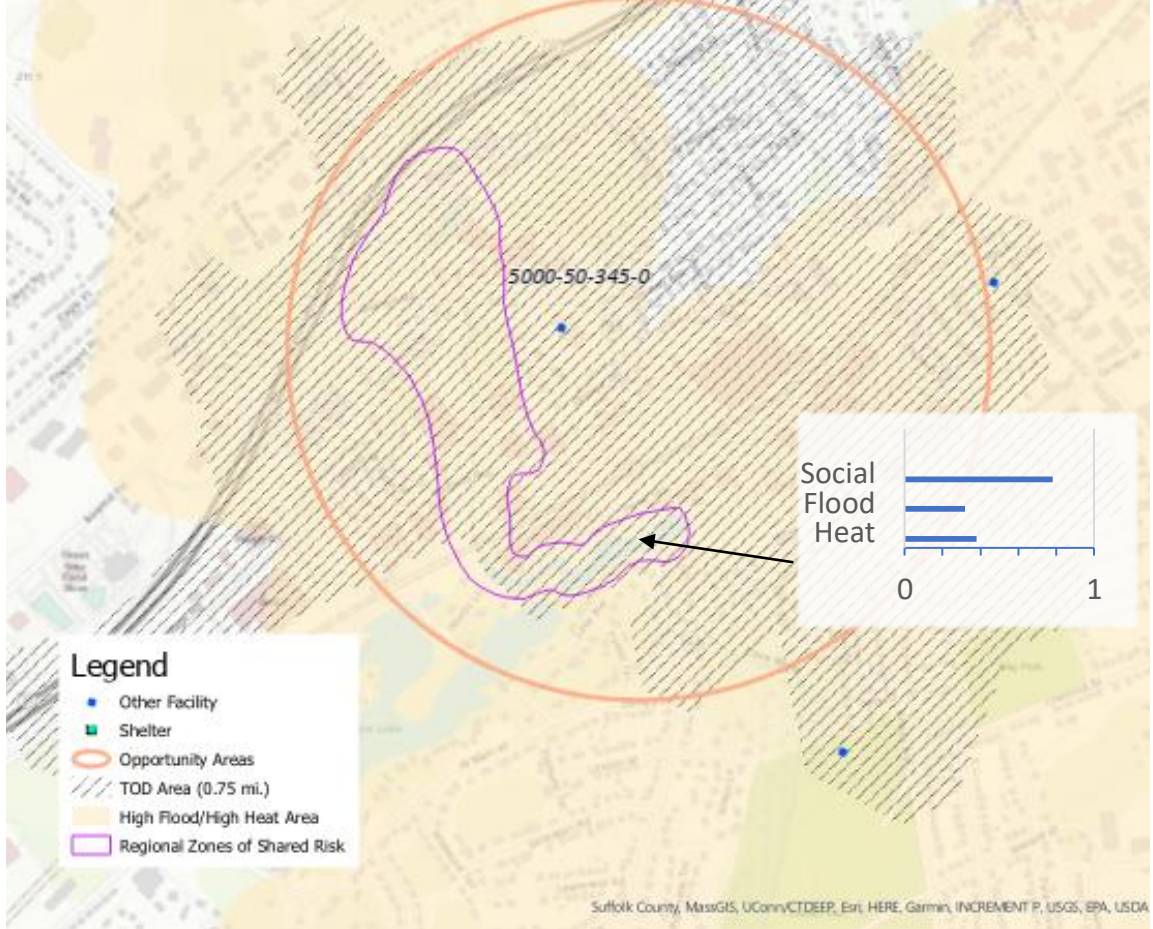 5000-50-345-0
Social
Flood
Heat
0 1
Legend
Other Facility
Shelter
Opportunity Areas
TOD Area (0.75 mi.)
High Flood/High Heat Area
Regional Zones of Shared Risk
Suffolk County, MassGIS, UConn/CTDEEP, Esri, HERE, Garmin, INCREMENT P, USGS, EPA, USDA